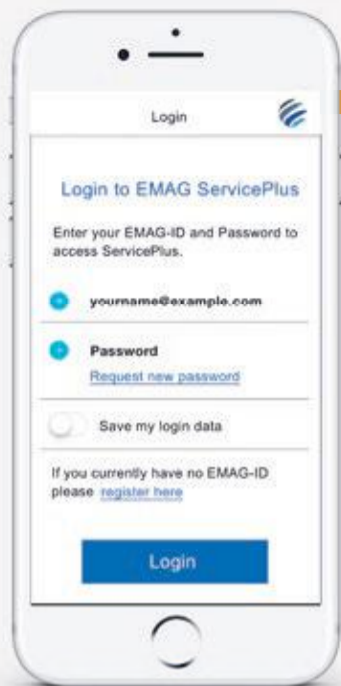 Login
Login to EMAG ServicePlus
Enter your EMAG-ID and Password to
access ServicePlus.
yourname@example.com
Password
Request new password
Save my login data
If you currently have no EMAG-ID
please register here
Login